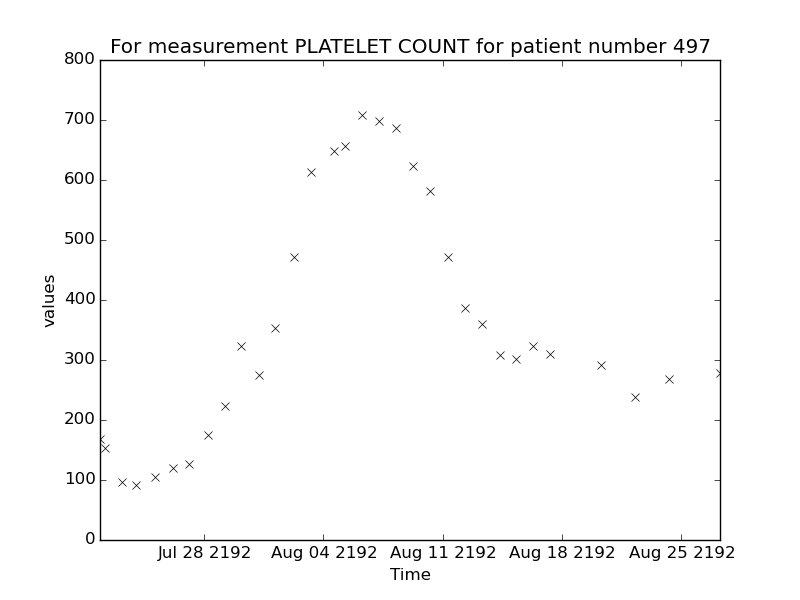 For measurement PLATELET COUNT for patient number 497
800
700
600
500
400
300
200
100
0
values
Jul 28 2192 Aug 04 2192 Aug 11 2192 Aug 18 2192 Aug 25 2192
Time